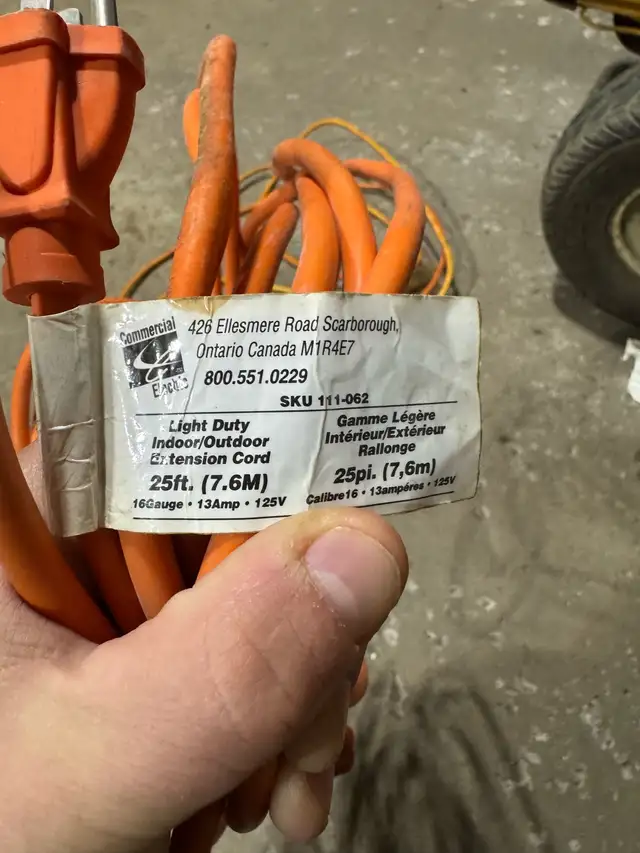 Commercial
Electric
426 Ellesmere Road Scarborough,
Ontario Canada M1R4E7
800.551.0229
SKU 111-062
Light Duty
Indoor/Outdoor
Extension Cord
25ft. (7.6M)
16Gauge • 13Amp • 125V
Gamme Légère
Intérieur/Extérieur
Rallonge
25pi. (7,6m)
Calibre16 • 13ampéres • 125V